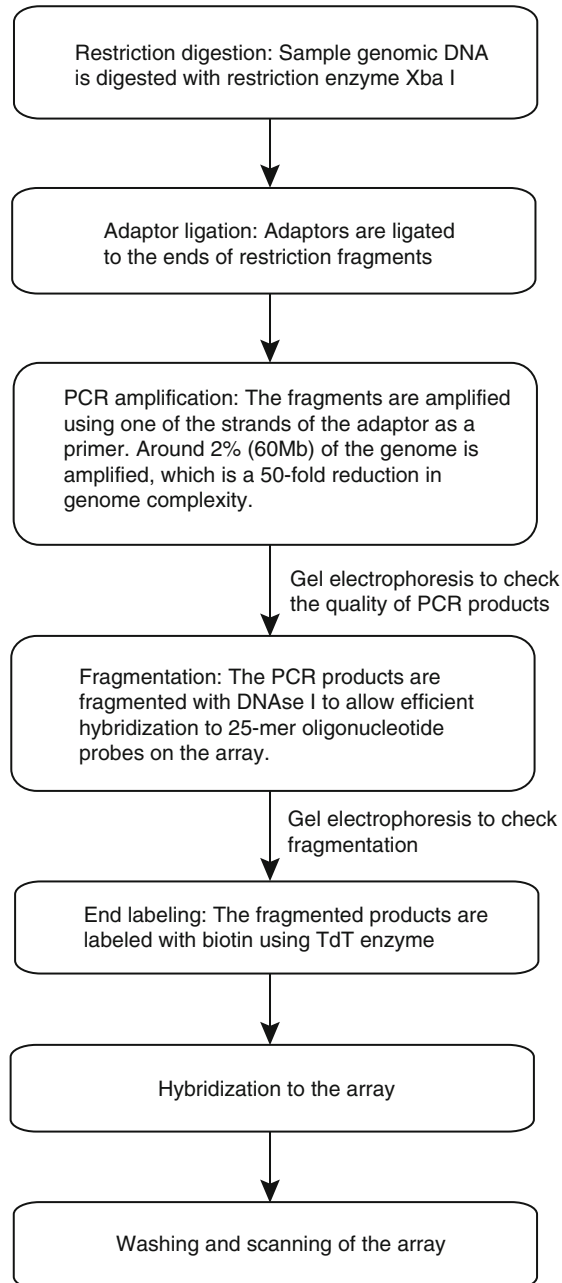 Restriction digestion: Sample genomic DNA
is digested with restriction enzyme Xba I
Adaptor ligation: Adaptors are ligated
to the ends of restriction fragments
PCR amplification: The fragments are amplified
using one of the strands of the adaptor as a
primer. Around 2% (60Mb) of the genome is
amplified, which is a 50-fold reduction in
genome complexity.
Gel electrophoresis to check
the quality of PCR products
Fragmentation: The PCR products are
fragmented with DNAse I to allow efficient
hybridization to 25-mer oligonucleotide
probes on the array.
Gel electrophoresis to check
fragmentation
End labeling: The fragmented products are
labeled with biotin using TdT enzyme
Hybridization to the array
Washing and scanning of the array